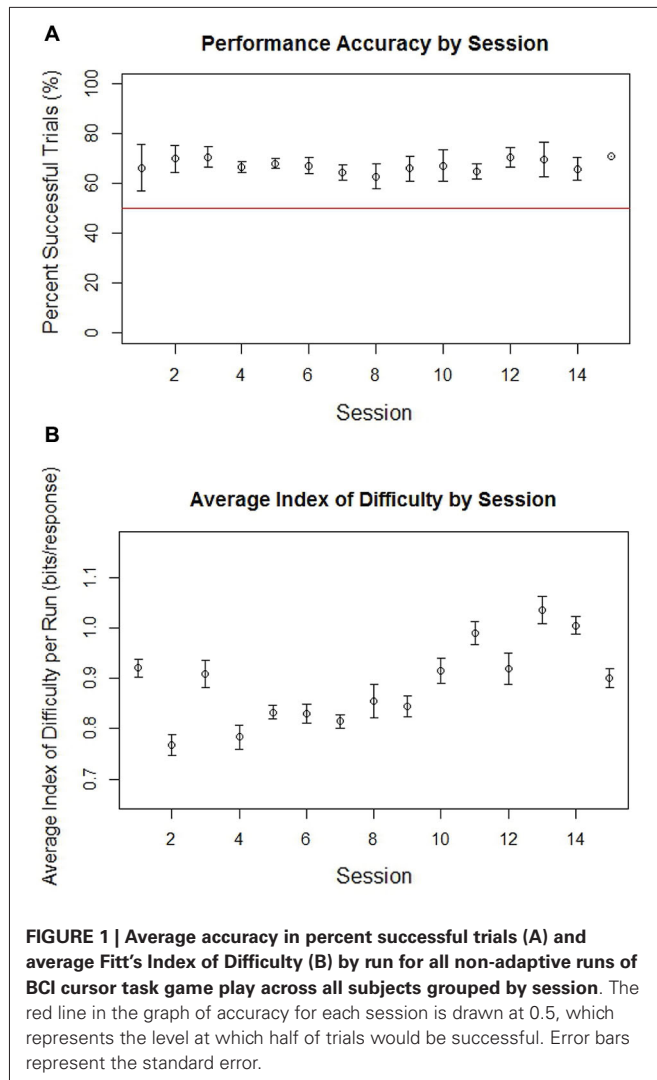 A
Performance Accuracy by Session
Percent Successful Trials (%)
100
80
60
40
20
0
2 4 6 8 10 12 14
Session
B
Average Index of Difficulty by Session
Average Index of Difficulty per Run (bits/response)
1.1
1.0
0.9
0.8
0.7
2 4 6 8 10 12 14
Session
FIGURE 1 | Average accuracy in percent successful trials (A) and
average Fitt's Index of Difficulty (B) by run for all non-adaptive runs of
BCI cursor task game play across all subjects grouped by session. The
red line in the graph of accuracy for each session is drawn at 0.5, which
represents the level at which half of trials would be successful. Error bars
represent the standard error.